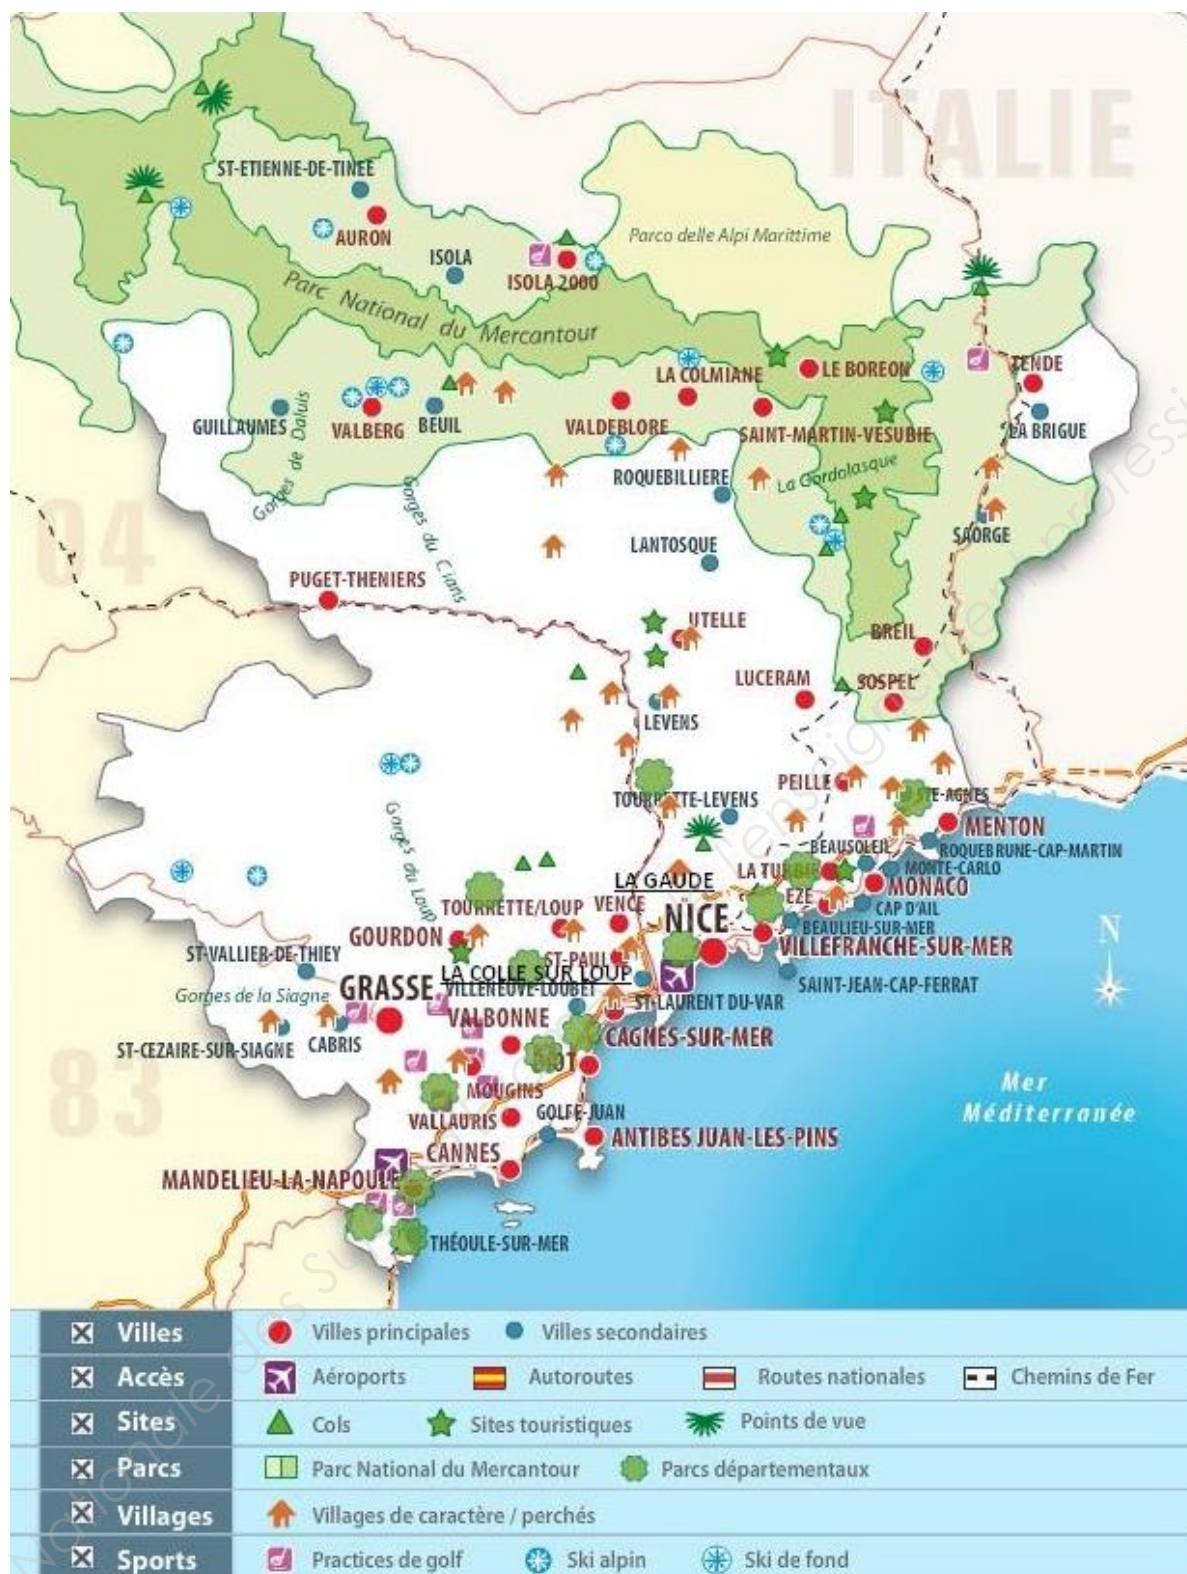 ITALIE
ST-ETIENNE-DE-TINEE
AURON
ISOLA
ISOLA 2000
Parco delle Alpi Marittime
Parc National du Mercantour
LE BOREON
TENDE
LA COLMIANE
GUILLAUMES
VALBERG
BEUIL
VALDEBLORE
SAINT-MARTIN-VESUBIE
LA BRIGUE
Gorges de Daluis
Gorges du Cians
ROQUEBILLIERE
La Gordolasque
04
LANTOSQUE
SAORGE
PUGET-THENIERS
UTELLE
BREIL
LUCERAM
SOSPEL
LEVENS
PEILLE
TOURRETTE-LEVENS
STE-AGNES
MENTON
Gorges du Loup
BEAUSOLEIL
ROQUEBRUNE-CAP-MARTIN
LA TURBIE
MONTE-CARLO
LA GAUDE
MONACO
TOURRETTE/LOUP
VENCE
NICE
EZE
CAP D'AIL
BEAULIEU-SUR-MER
GOURDON
VILLEFRANCHE-SUR-MER
N
ST-VALLIER-DE-THIEY
ST-PAUL
LA COLLE SUR LOUP
SAINT-JEAN-CAP-FERRAT
Gorges de la Siagne
GRASSE
VILLENEUVE-LOUBET
ST-LAURENT DU-VAR
VALBONNE
CAGNES-SUR-MER
ST-CEZAIRE-SUR-SIAGNE
CABRIS
83
BIOT
MOUGINS
Mer
Méditerranée
VALLAURIS
GOLFE-JUAN
ANTIBES JUAN-LES-PINS
CANNES
MANDELIEU-LA-NAPOULE
THÉOULE-SUR-MER
Villes Villes principales Villes secondaires
Accès Aéroports Autoroutes Routes nationales Chemins de Fer
Sites Cols Sites touristiques Points de vue
Parcs Parc National du Mercantour Parcs départementaux
Villages Villages de caractère / perchés
Sports Practices de golf Ski alpin Ski de fond